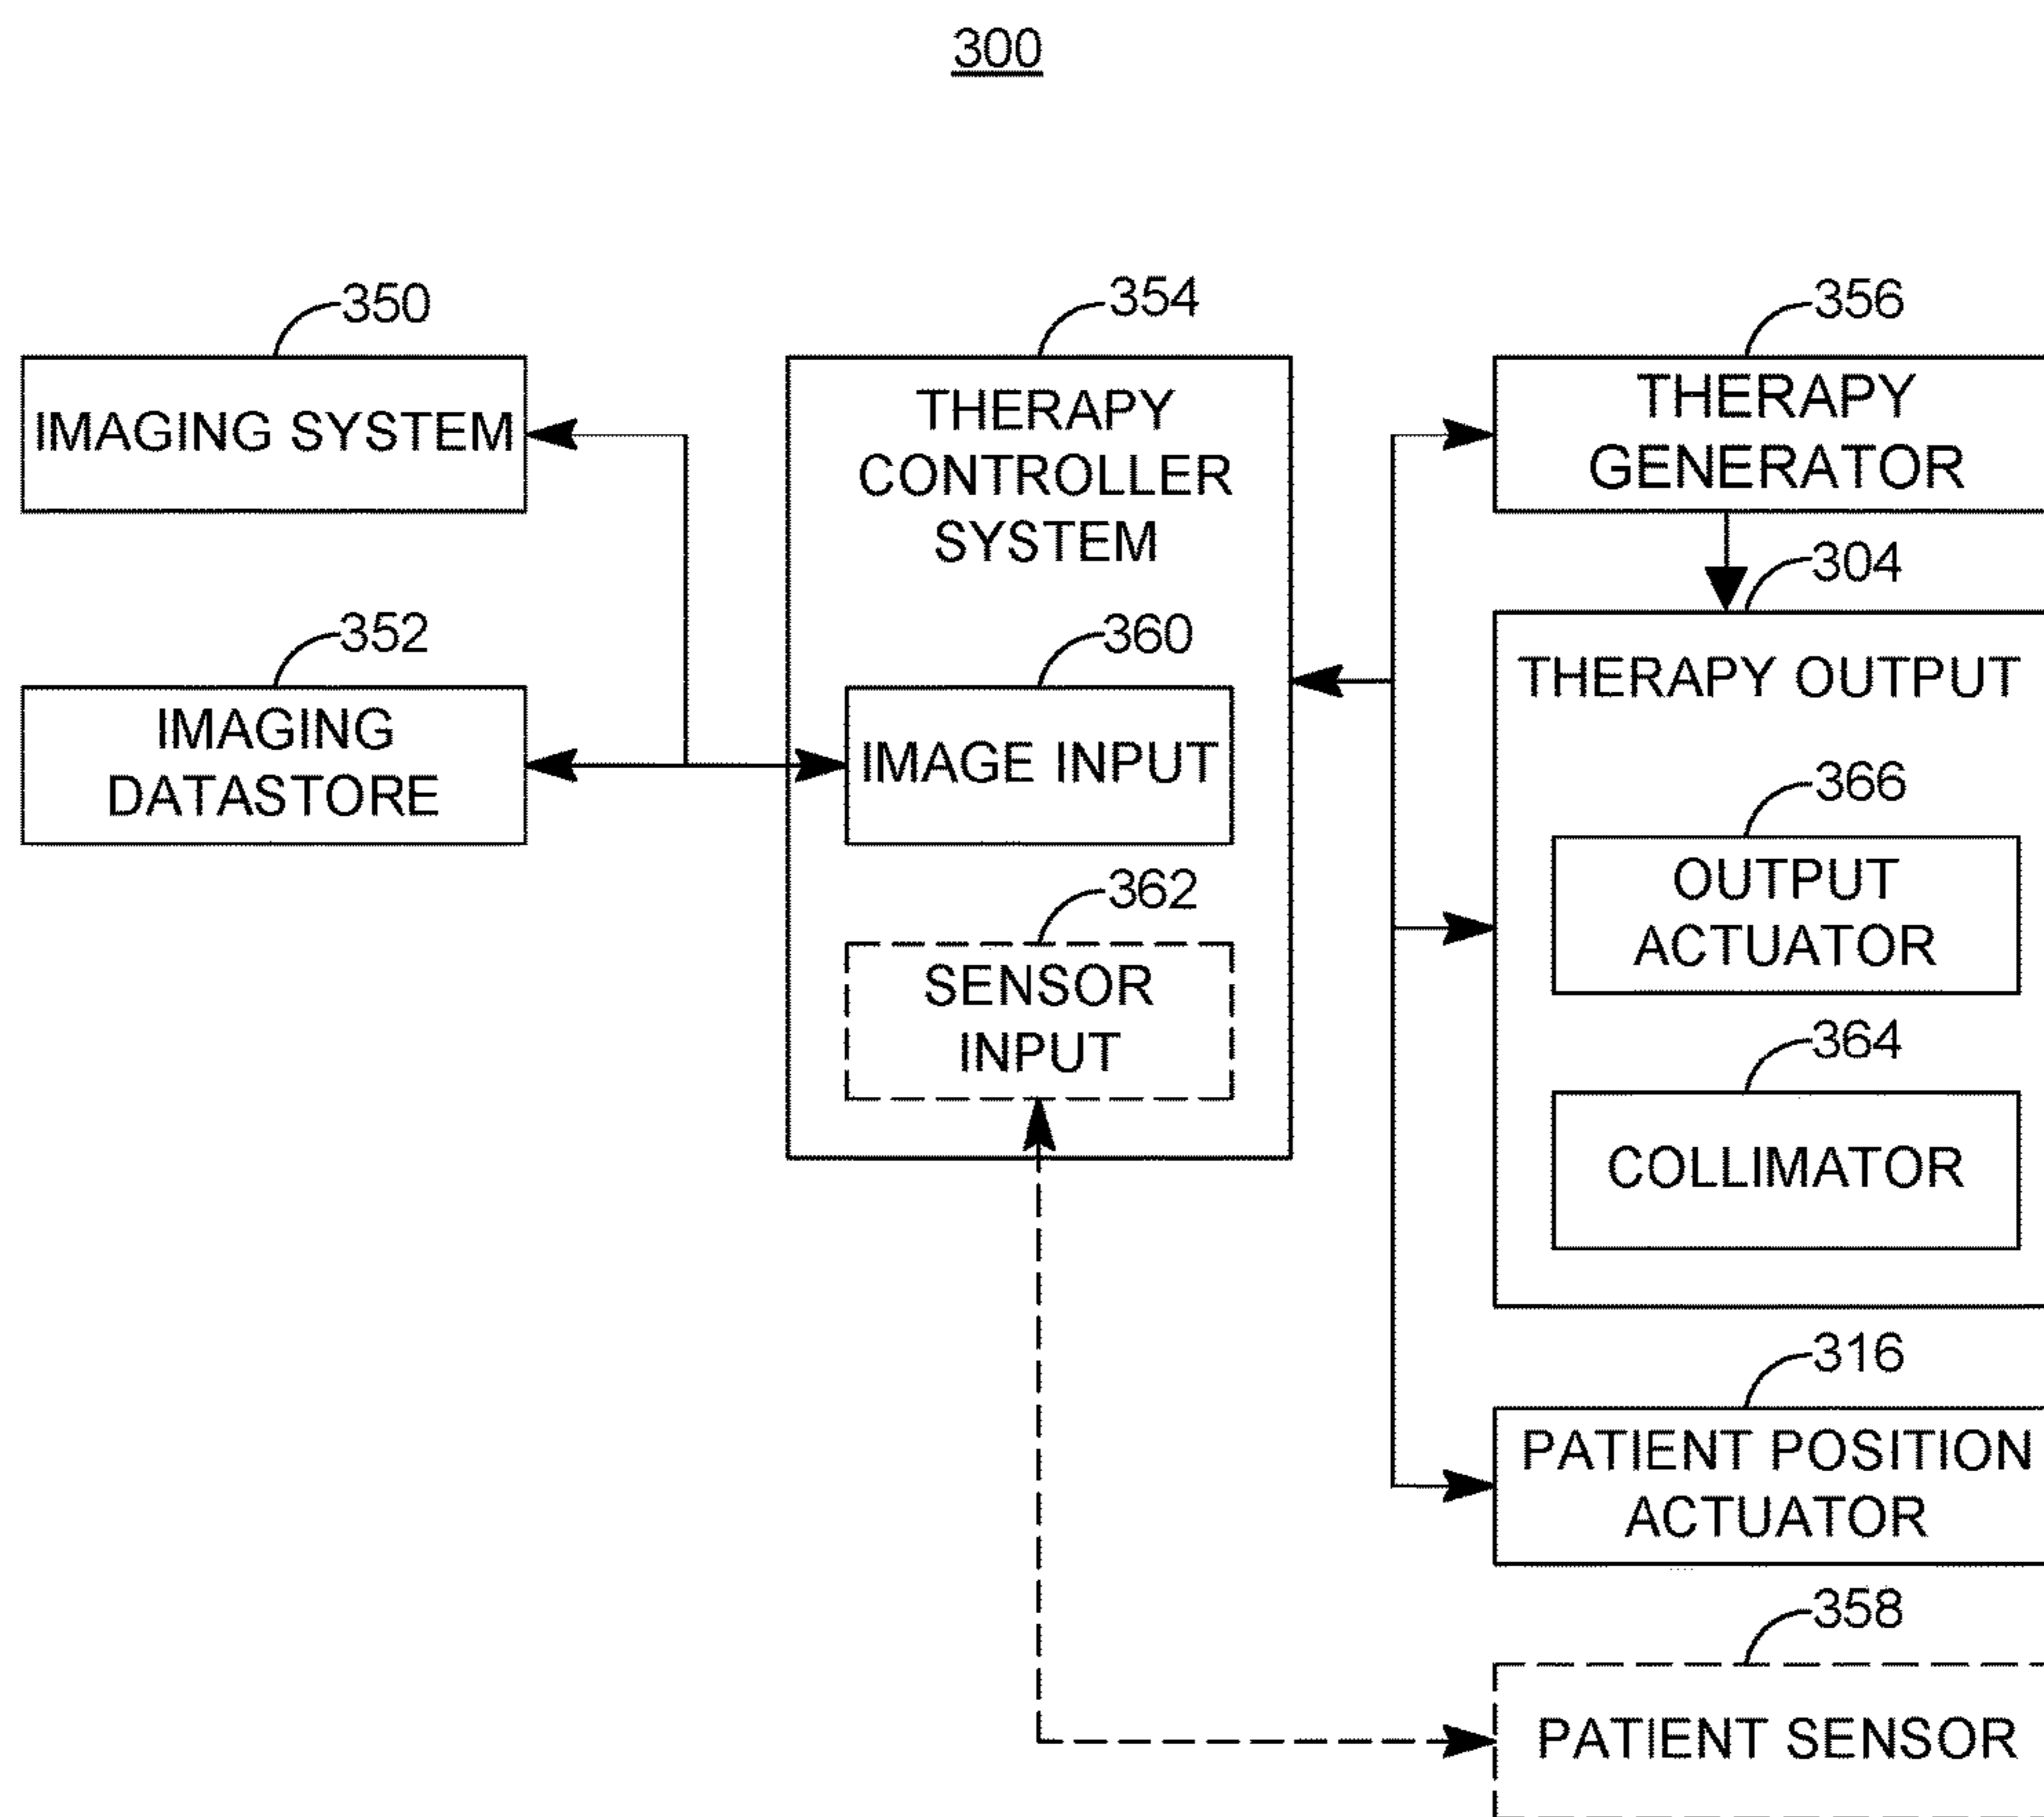 300
350
IMAGING SYSTEM
352
IMAGING
DATASTORE
354
THERAPY
CONTROLLER
SYSTEM
360
IMAGE INPUT
362
SENSOR
INPUT
356
THERAPY
GENERATOR
304
THERAPY OUTPUT
366
OUTPUT
ACTUATOR
364
COLLIMATOR
316
PATIENT POSITION
ACTUATOR
358
PATIENT SENSOR